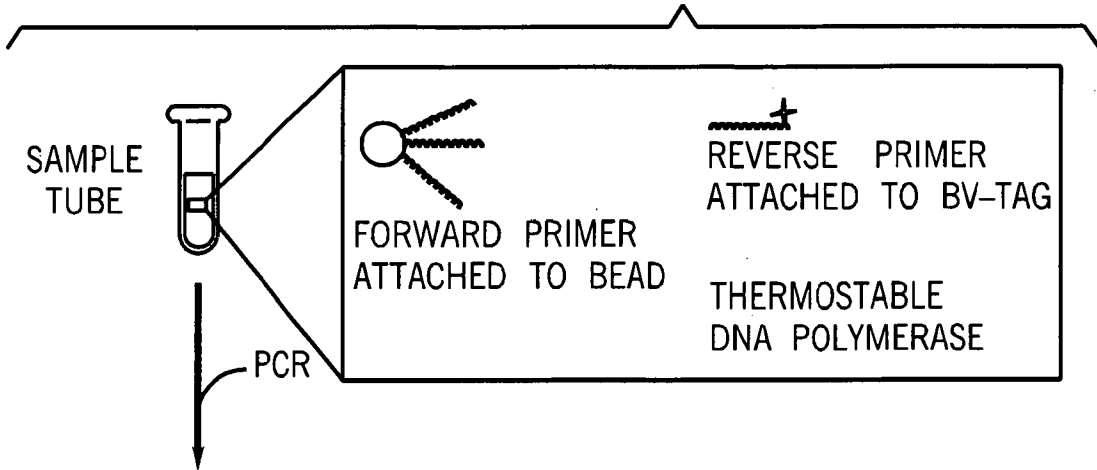 SAMPLE
TUBE
FORWARD PRIMER
ATTACHED TO BEAD
REVERSE PRIMER
ATTACHED TO BV-TAG
THERMOSTABLE
DNA POLYMERASE
PCR